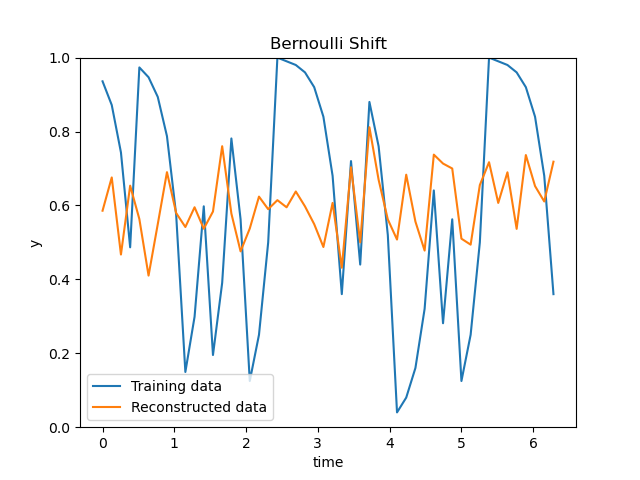 Bernoulli Shift
1.0
0.8
0.6
0.4
0.2
0.0
y
Training data
Reconstructed data
0 1 2 3 4 5 6
time